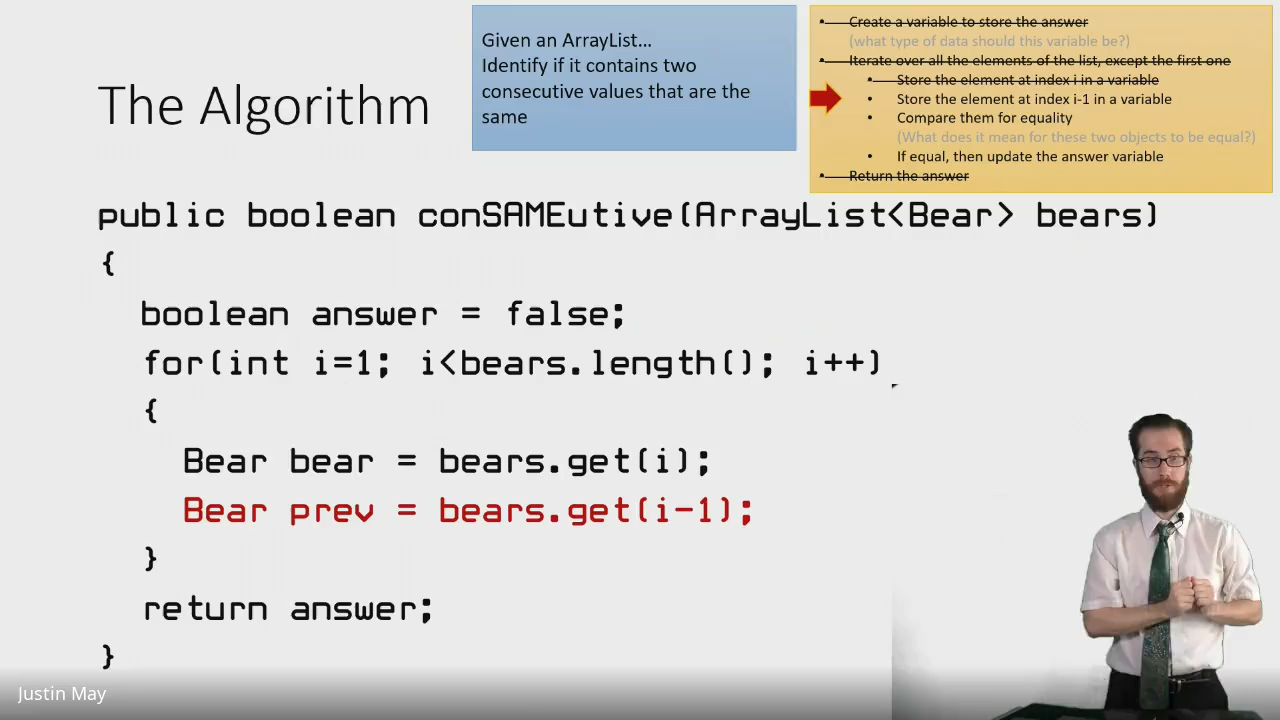 The Algorithm
Given an ArrayList...
Identify if it contains two
consecutive values that are the
same
• Create a variable to store the answer
(what type of data should this variable be?)
• Iterate over all the elements of the list, except the first one
• Store the element at index i in a variable
• Store the element at index i-1 in a variable
• Compare them for equality
(What does it mean for these two objects to be equal?)
• If equal, then update the answer variable
• Return the answer
public boolean conSAMEutive(ArrayList<Bear> bears)
{
boolean answer = false;
for(int i=1; i<bears.length(); i++)
{
Bear bear = bears.get(i);
Bear prev = bears.get(i-1);
}
return answer;
}
Justin May